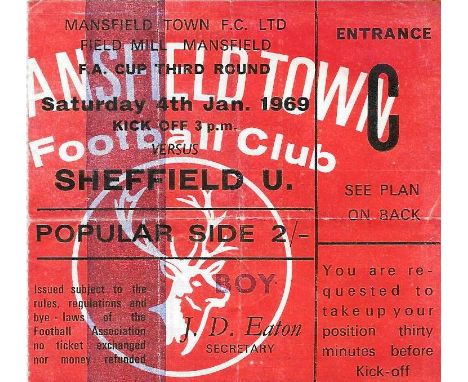 MANSFIELD TOWN F.C. LTD
FIELD MILL MANSFIELD
F.A. CUP THIRD ROUND
ANSFIELD TOWN
Saturday 4th Jan. 1969
KICK-OFF 3 p.m.
Football Club
VERSUS
SHEFFIELD U.
POPULAR SIDE 2/-
BOY
Issued subject to the
rules, regulations and
bye-laws of the
Football Association
no ticket exchanged
nor money refunded
J. D. Eaton
SECRETARY
ENTRANCE
C
SEE PLAN
ON BACK
You are re-
quested to
take up your
position thirty
minutes before
Kick-off